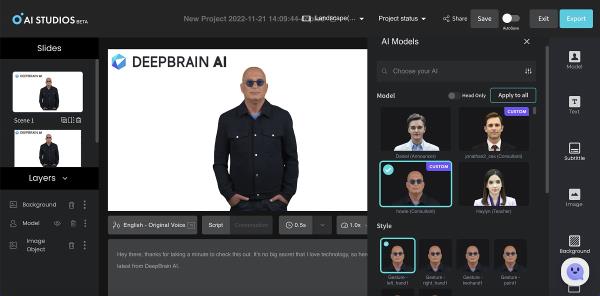 AI STUDIOS BETA
New Project 2022-11-21 14:09:44
Landscape(...
Project status
Share
Save
AutoSave
Exit
Export
Slides
DEEPBRAIN AI
Scene 1
DEEPBRAIN AI
Layers
Background
Model
Image
Object
DEEPBRAIN AI
English - Original Voice
Script
Conversation
0.5s
1.0x
Hey there, thanks for taking a minute to check this out. It's no big secret that I love technology, so here
latest from DeepBrain AI.
AI Models
Choose your AI
Model
Head Only
Apply to all
CUSTOM
Daniel (Announcer)
(Consultant)
CUSTOM
howie (Consultant)
Haylyn (Teacher)
Style
Gesture -
left_hand1
Gesture -
right_hand1
Gesture -
Gesture -
point1
Model
Text
Subtitle
Image
Background